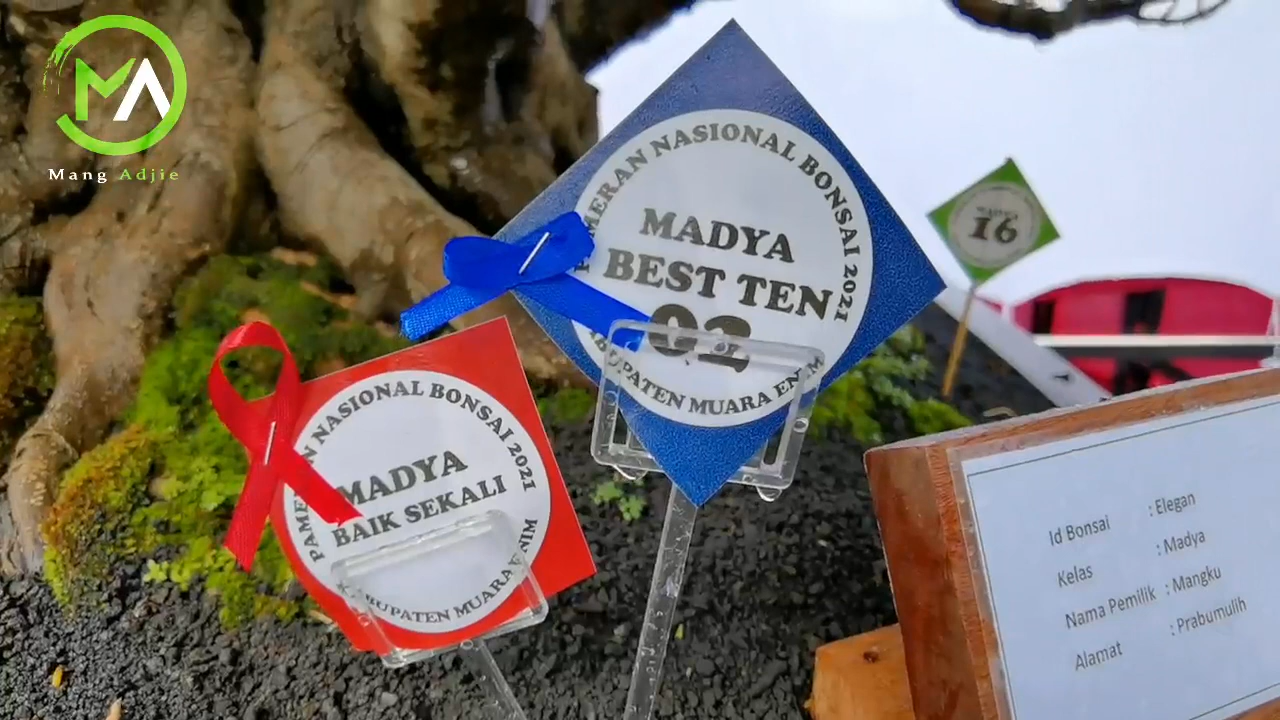 MA
Mang Adjie
PAMERAN NASIONAL BONSAI 2021
MADYA
BEST TEN
02
KABUPATEN MUARA ENIM
16
PAMERAN NASIONAL BONSAI 2021
MADYA
BAIK SEKALI
KABUPATEN MUARA ENIM
Id Bonsai : Elegan
Kelas : Madya
Nama Pemilik : Mangku
Alamat : Prabumulih